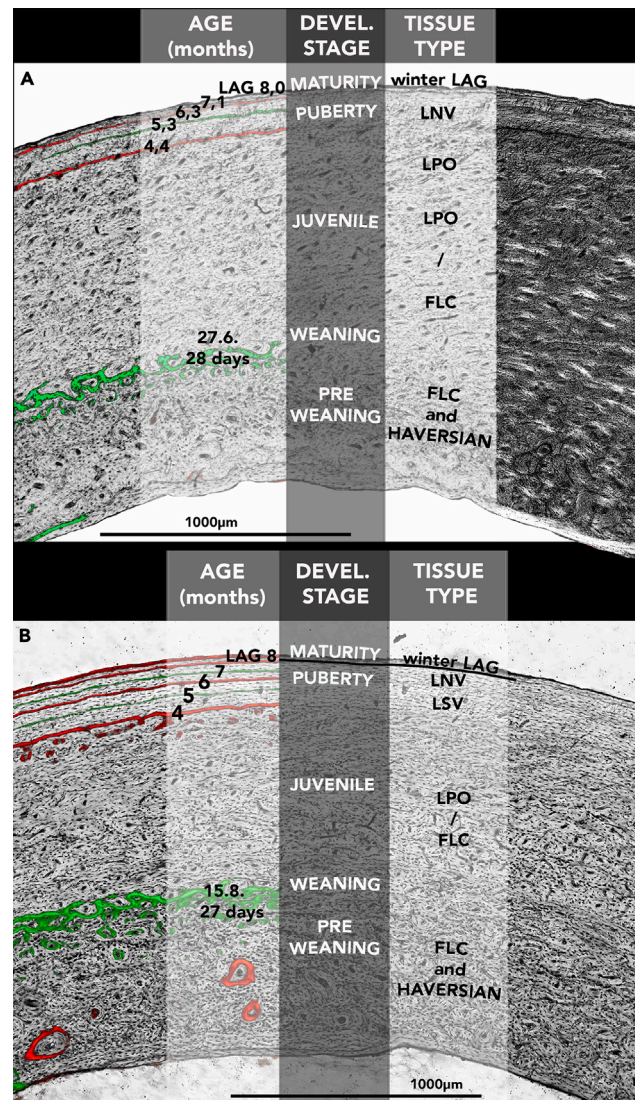 AGE
(months)
DEVEL.
STAGE
TISSUE
TYPE
A
LAG 8,0
MATURITY
winter LAG
7,1
6,3
5,3
4,4
PUBERTY
LNV
LPO
JUVENILE
LPO
/
FLC
27.6.
28 days
WEANING
PRE
WEANING
FLC
and
HAVERSIAN
1000µm
AGE
(months)
DEVEL.
STAGE
TISSUE
TYPE
B
LAG 8
MATURITY
winter LAG
7
6
5
4
PUBERTY
LNV
LSV
JUVENILE
LPO
/
FLC
15.8.
27 days
WEANING
PRE
WEANING
FLC
and
HAVERSIAN
1000µm